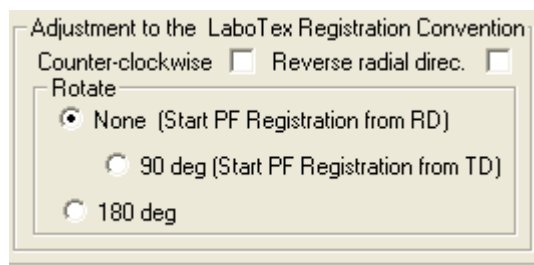 Adjustment to the LaboTex Registration Convention
Counter-clockwise Reverse radial direc.
Rotate
None (Start PF Registration from RD)
90 deg (Start PF Registration from TD)
180 deg